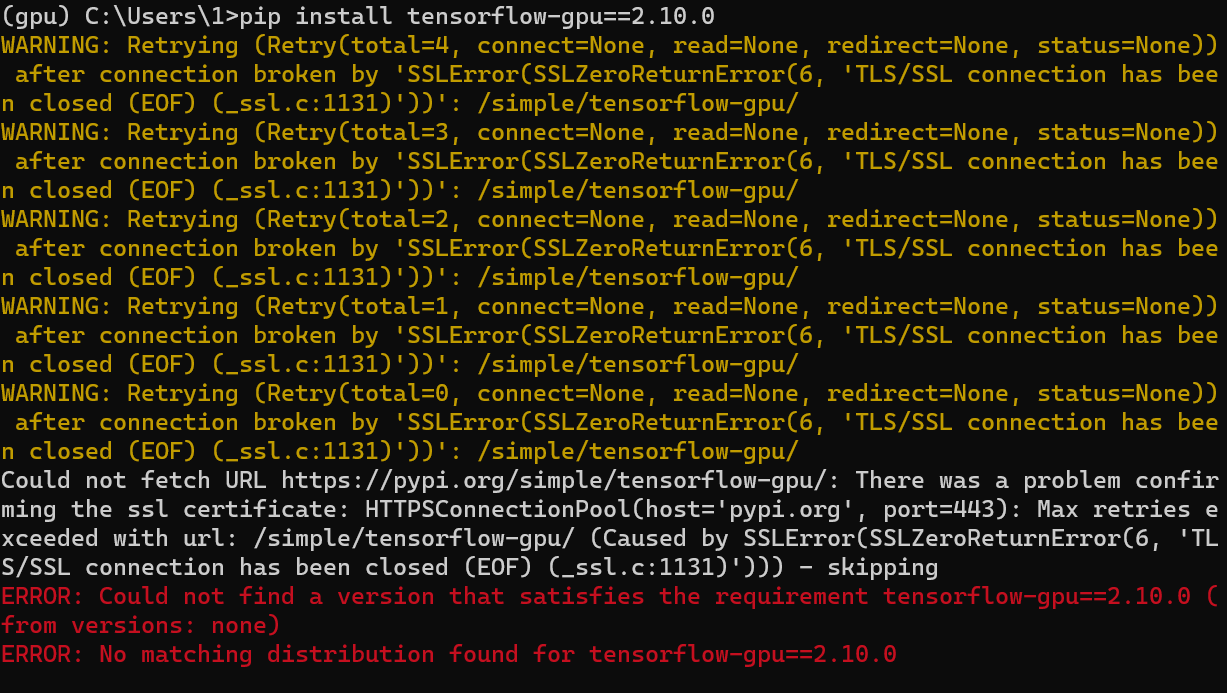 (gpu) C:\Users\1>pip install tensorflow-gpu==2.10.0
WARNING: Retrying (Retry(total=4, connect=None, read=None, redirect=None, status=None))
 after connection broken by 'SSLError(SSLZeroReturnError(6, 'TLS/SSL connection has bee
n closed (EOF) (_ssl.c:1131)'))': /simple/tensorflow-gpu/
WARNING: Retrying (Retry(total=3, connect=None, read=None, redirect=None, status=None))
 after connection broken by 'SSLError(SSLZeroReturnError(6, 'TLS/SSL connection has bee
n closed (EOF) (_ssl.c:1131)'))': /simple/tensorflow-gpu/
WARNING: Retrying (Retry(total=2, connect=None, read=None, redirect=None, status=None))
 after connection broken by 'SSLError(SSLZeroReturnError(6, 'TLS/SSL connection has bee
n closed (EOF) (_ssl.c:1131)'))': /simple/tensorflow-gpu/
WARNING: Retrying (Retry(total=1, connect=None, read=None, redirect=None, status=None))
 after connection broken by 'SSLError(SSLZeroReturnError(6, 'TLS/SSL connection has bee
n closed (EOF) (_ssl.c:1131)'))': /simple/tensorflow-gpu/
WARNING: Retrying (Retry(total=0, connect=None, read=None, redirect=None, status=None))
 after connection broken by 'SSLError(SSLZeroReturnError(6, 'TLS/SSL connection has bee
n closed (EOF) (_ssl.c:1131)'))': /simple/tensorflow-gpu/
Could not fetch URL https://pypi.org/simple/tensorflow-gpu/: There was a problem confir
ming the ssl certificate: HTTPSConnectionPool(host='pypi.org', port=443): Max retries e
xceeded with url: /simple/tensorflow-gpu/ (Caused by SSLError(SSLZeroReturnError(6, 'TL
S/SSL connection has been closed (EOF) (_ssl.c:1131)'))) - skipping
ERROR: Could not find a version that satisfies the requirement tensorflow-gpu==2.10.0 (
from versions: none)
ERROR: No matching distribution found for tensorflow-gpu==2.10.0